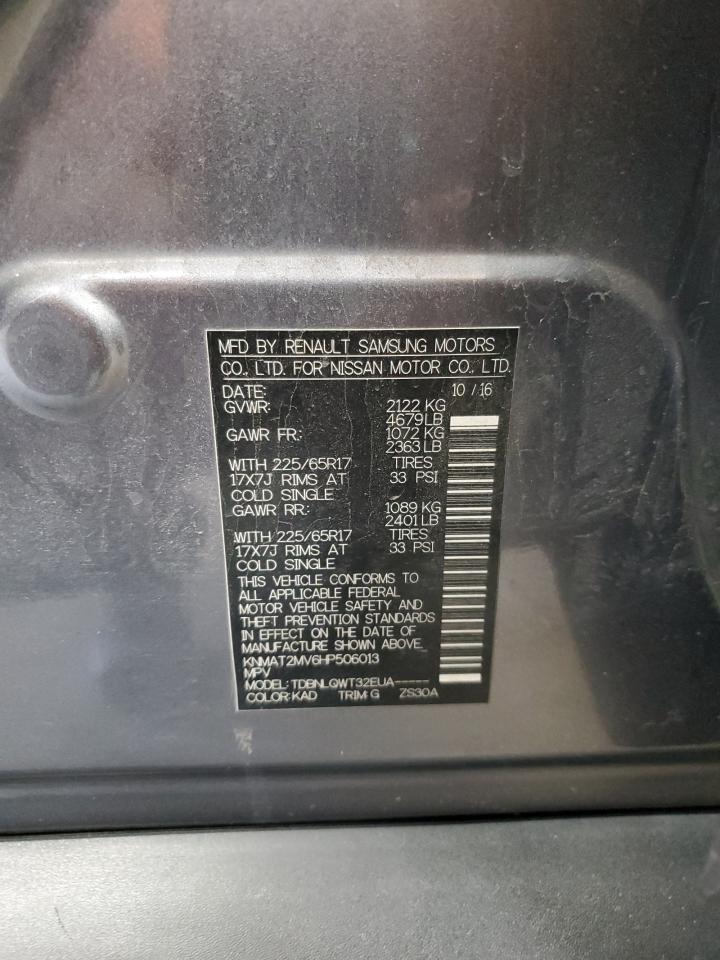 MFD BY RENAULT SAMSUNG MOTORS
CO., LTD. FOR NISSAN MOTOR CO., LTD.
DATE: 10 / 16
GVWR: 2122 KG
4679 LB
GAWR FR: 1072 KG
2363 LB
WITH 225/65R17 TIRES
17X7J RIMS AT 33 PSI
COLD SINGLE
GAWR RR: 1089 KG
2401 LB
WITH 225/65R17 TIRES
17X7J RIMS AT 33 PSI
COLD SINGLE
THIS VEHICLE CONFORMS TO
ALL APPLICABLE FEDERAL
MOTOR VEHICLE SAFETY AND
THEFT PREVENTION STANDARDS
IN EFFECT ON THE DATE OF
MANUFACTURE SHOWN ABOVE.
KNMAT2MV6HP506013
MPV
MODEL: TDBNLQWT32EUA-----
COLOR: KAD TRIM: G ZS30A